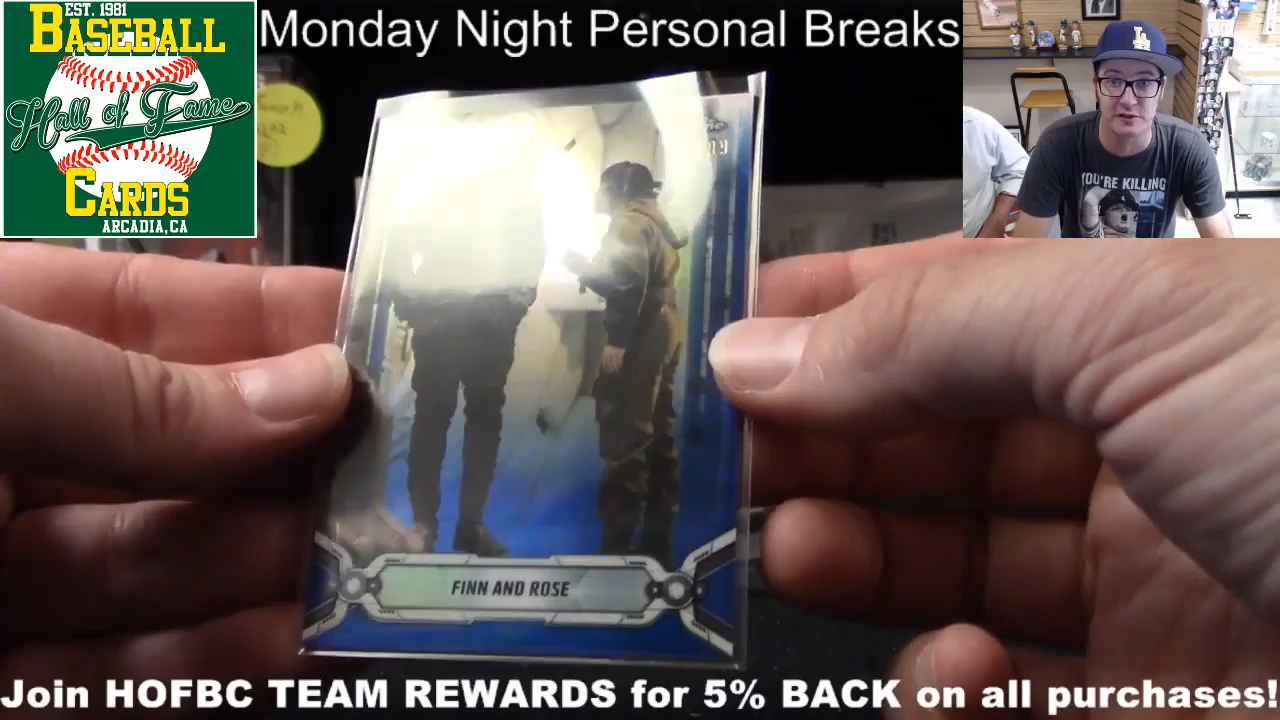 EST. 1981
BASEBALL
Hall of Fame
CARDS
ARCADIA, CA
Monday Night Personal Breaks
LA
YOU'RE KILLING
FINN AND ROSE
Join HOFBC TEAM REWARDS for 5% BACK on all purchases!